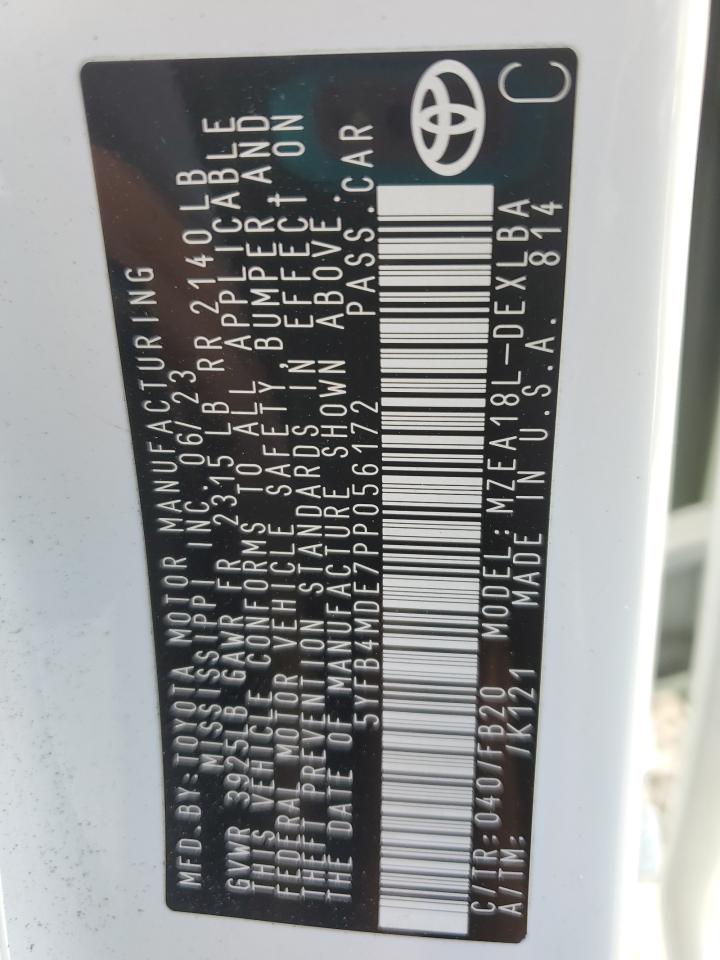 MFD.BY:TOYOTA MOTOR MANUFACTURING
MISSISSIPPI INC. 06/23
GVWR 3925LB GAWR FR 2315 LB RR 2140LB
THIS VEHICLE CONFORMS TO ALL APPLICABLE
FEDERAL MOTOR VEHICLE SAFETY, BUMPER, AND
THEFT PREVENTION STANDARDS IN EFFECT ON
THE DATE OF MANUFACTURE SHOWN ABOVE.
5YFB4MDE7PP056172 PASS.CAR
C/TR: 040/FB20 MODEL: MZEA18L-DEXLBA
A/TM: /K121 MADE IN U.S.A. 814
C